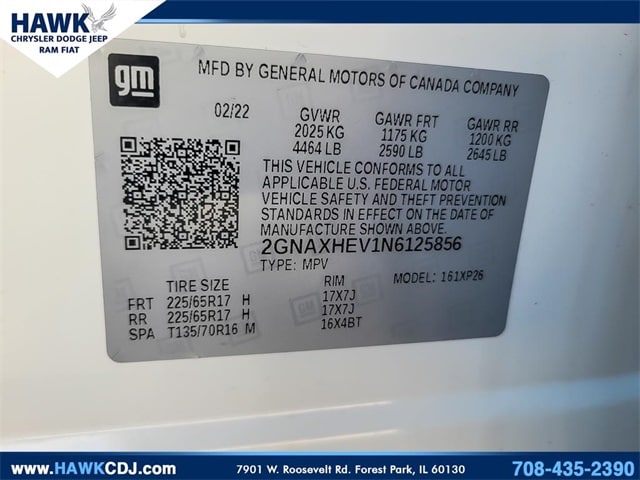 HAWK
CHRYSLER DODGE JEEP
RAM FIAT
gm
MFD BY GENERAL MOTORS OF CANADA COMPANY
02/22 GVWR GAWR FRT GAWR RR
2025 KG 1175 KG 1200 KG
4464 LB 2590 LB 2645 LB
THIS VEHICLE CONFORMS TO ALL
APPLICABLE U.S. FEDERAL MOTOR
VEHICLE SAFETY AND THEFT PREVENTION
STANDARDS IN EFFECT ON THE DATE OF
MANUFACTURE SHOWN ABOVE.
2GNAXHEV1N6125856
TYPE: MPV MODEL: 161XP26
TIRE SIZE RIM
FRT 225/65R17 H 17X7J
RR 225/65R17 H 17X7J
SPA T135/70R16 M 16X4BT
www.HAWKCDJ.com 7901 W. Roosevelt Rd. Forest Park, IL 60130 708-435-2390